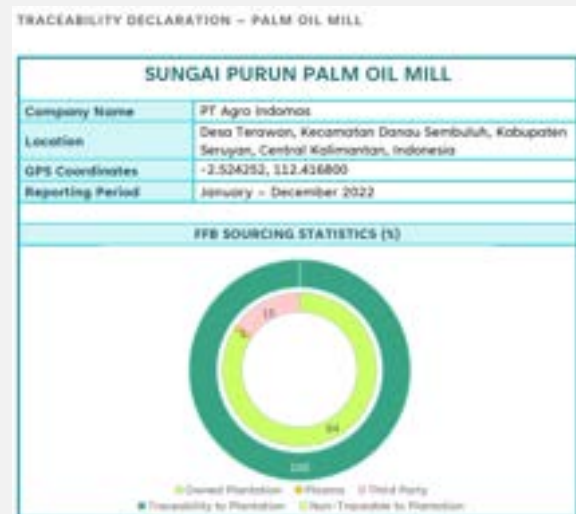 TRACEABILITY DECLARATION – PALM OIL MILL
SUNGAI PURUN PALM OIL MILL
Company Name PT Agro Indomas
Location Desa Terawan, Kecamatan Danau Sembuluh, Kabupaten
Seruyan, Central Kalimantan, Indonesia
GPS Coordinates -2.524252, 112.416800
Reporting Period January – December 2022
FFB SOURCING STATISTICS (%)
84
100
Owned Plantation Plasma Third Party
Traceability to Plantation Non-Traceable to Plantation